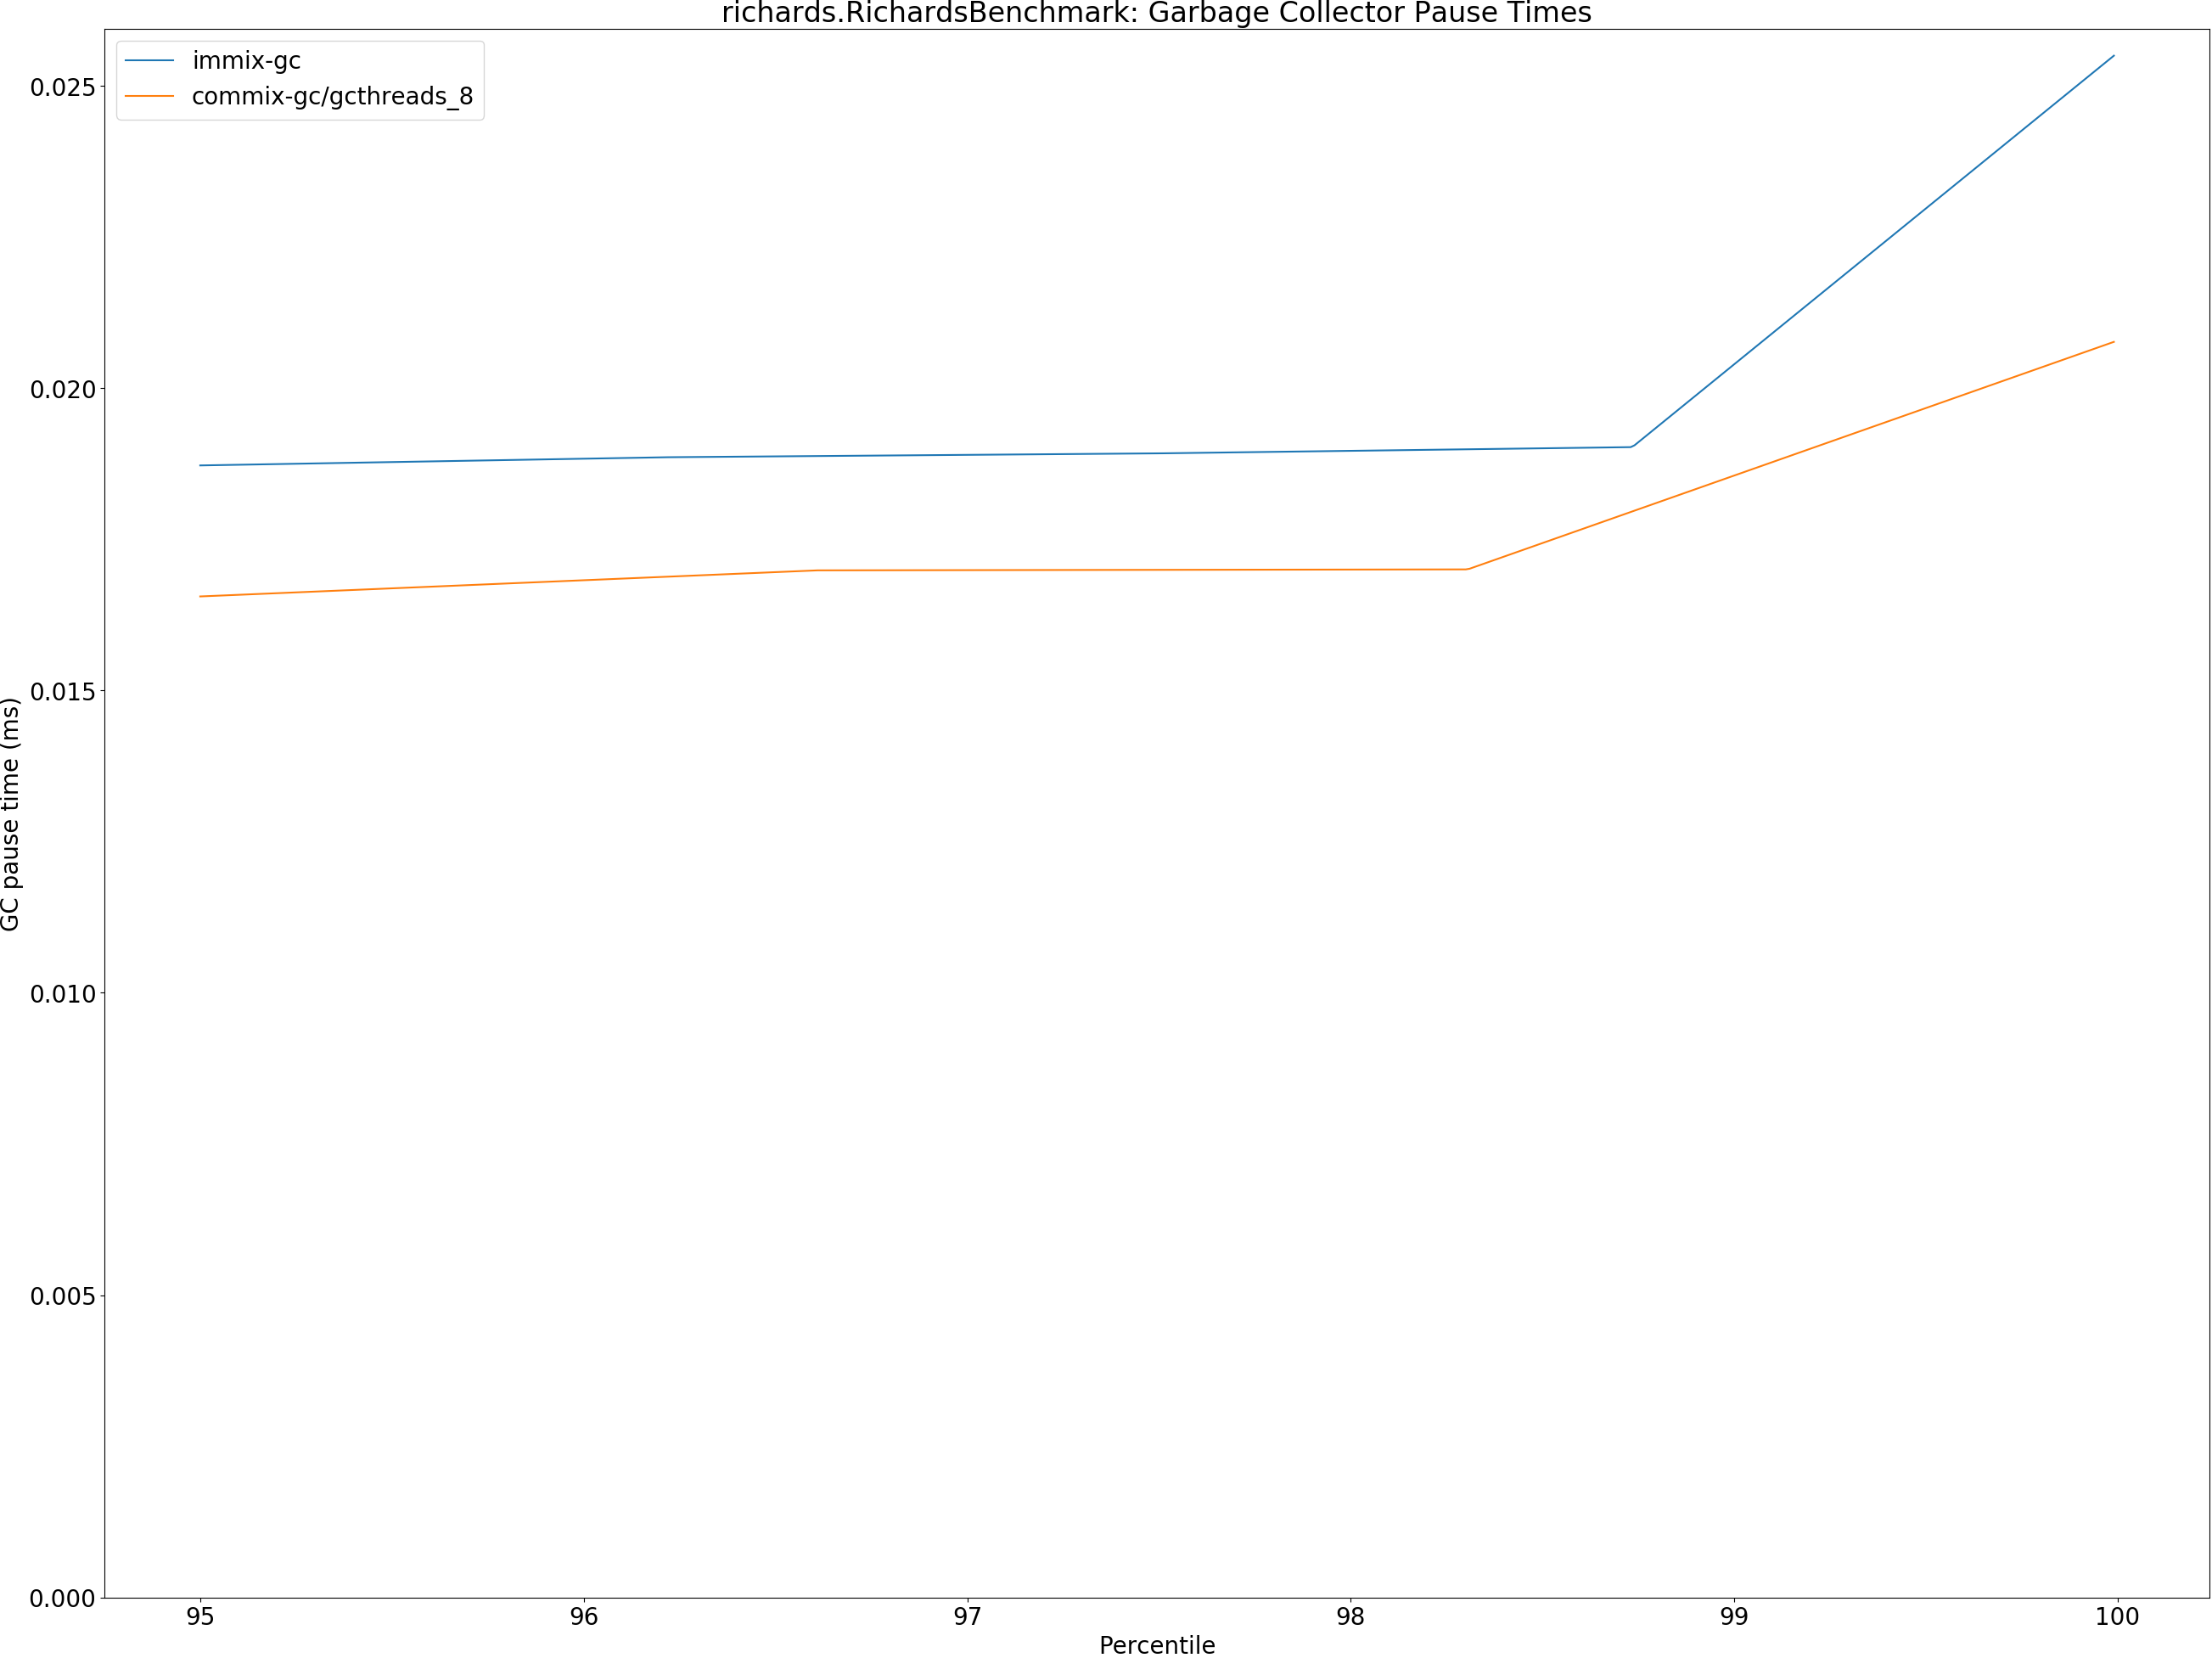 richards.RichardsBenchmark: Garbage Collector Pause Times
immix-gc
commix-gc/gcthreads_8
0.025
0.020
0.015
0.010
0.005
0.000
GC pause time (ms)
95 96 97 98 99 100
Percentile